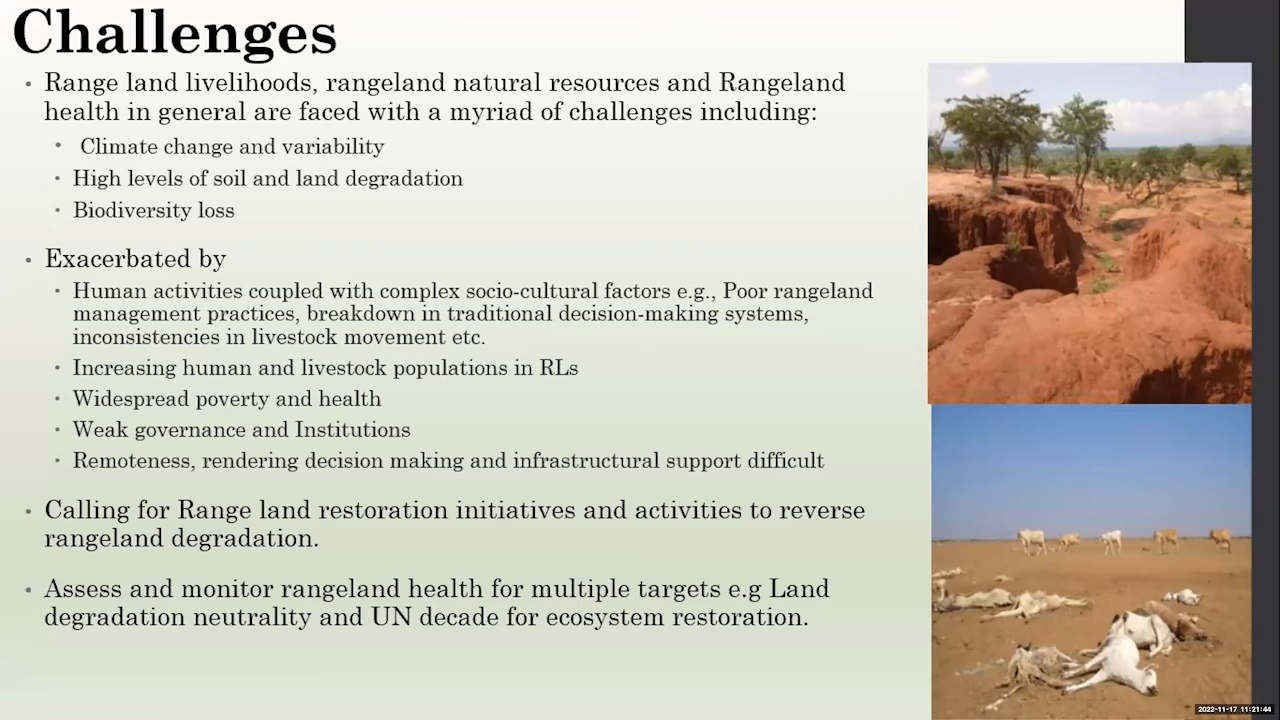 Challenges
• Range land livelihoods, rangeland natural resources and Rangeland
health in general are faced with a myriad of challenges including:
• Climate change and variability
• High levels of soil and land degradation
• Biodiversity loss
• Exacerbated by
• Human activities coupled with complex socio-cultural factors e.g., Poor rangeland
management practices, breakdown in traditional decision-making systems,
inconsistencies in livestock movement etc.
• Increasing human and livestock populations in RLs
• Widespread poverty and health
• Weak governance and Institutions
• Remoteness, rendering decision making and infrastructural support difficult
• Calling for Range land restoration initiatives and activities to reverse
rangeland degradation.
• Assess and monitor rangeland health for multiple targets e.g Land
degradation neutrality and UN decade for ecosystem restoration.
2022-11-17 11:21:44